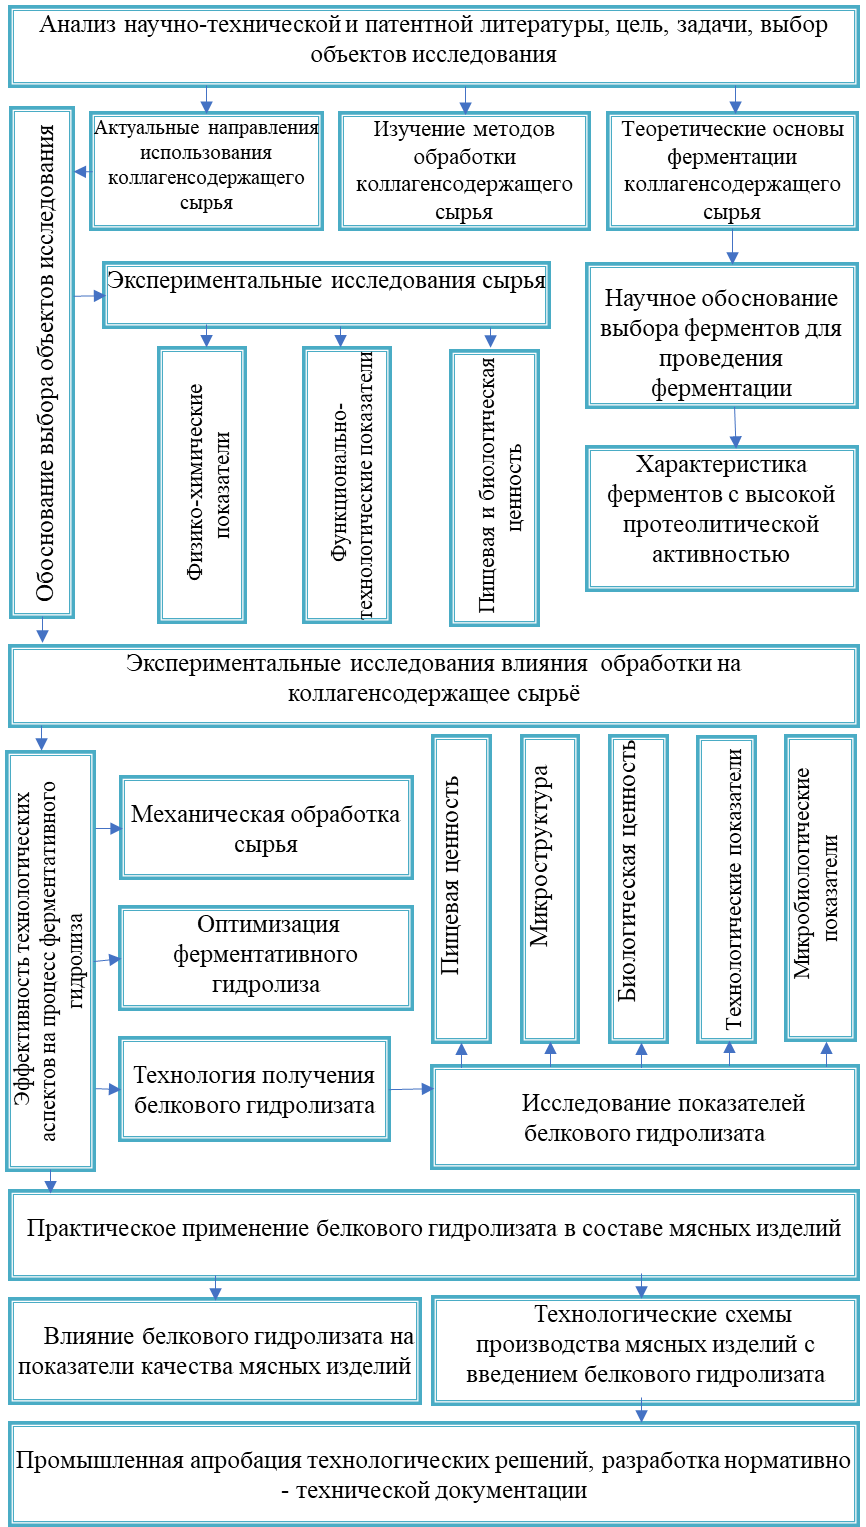 Анализ научно-технической и патентной литературы, цель, задачи, выбор
объектов исследования
Обоснование выбора объектов исследования
Актуальные направления
использования
коллагенсодержащего
сырья
Изучение методов
обработки
коллагенсодержащего
сырья
Теоретические основы
ферментации
коллагенсодержащего
сырья
Экспериментальные исследования сырья
Научное обоснование
выбора ферментов для
проведения
ферментации
Физико-химические
показатели
Функционально-
технологические показатели
Пищевая и биологическая
ценность
Характеристика
ферментов с высокой
протеолитической
активностью
Экспериментальные исследования влияния обработки на
коллагенсодержащее сырьё
Эффективность технологических
аспектов на процесс ферментативного
гидролиза
Механическая обработка
сырья
Оптимизация
ферментативного
гидролиза
Технология получения
белкового гидролизата
Пищевая ценность
Микроструктура
Биологическая ценность
Технологические показатели
Микробиологические
показатели
Исследование показателей
белкового гидролизата
Практическое применение белкового гидролизата в составе мясных изделий
Влияние белкового гидролизата на
показатели качества мясных изделий
Технологические схемы
производства мясных изделий с
введением белкового гидролизата
Промышленная апробация технологических решений, разработка нормативно
- технической документации